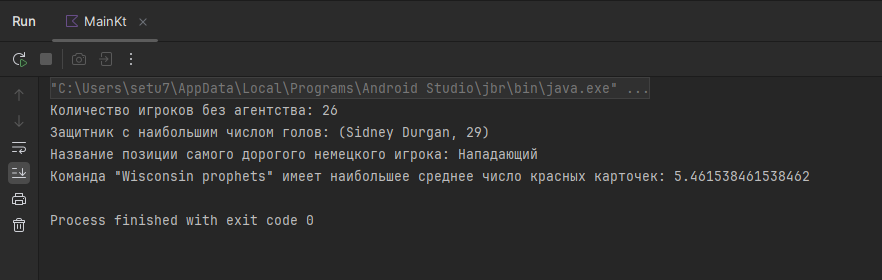 Run MainKt
"C:\Users\setu7\AppData\Local\Programs\Android Studio\jbr\bin\java.exe" ...
Количество игроков без агентства: 26
Защитник с наибольшим числом голов: (Sidney Durgan, 29)
Название позиции самого дорогого немецкого игрока: Нападающий
Команда "Wisconsin prophets" имеет наибольшее среднее число красных карточек: 5.461538461538462
Process finished with exit code 0